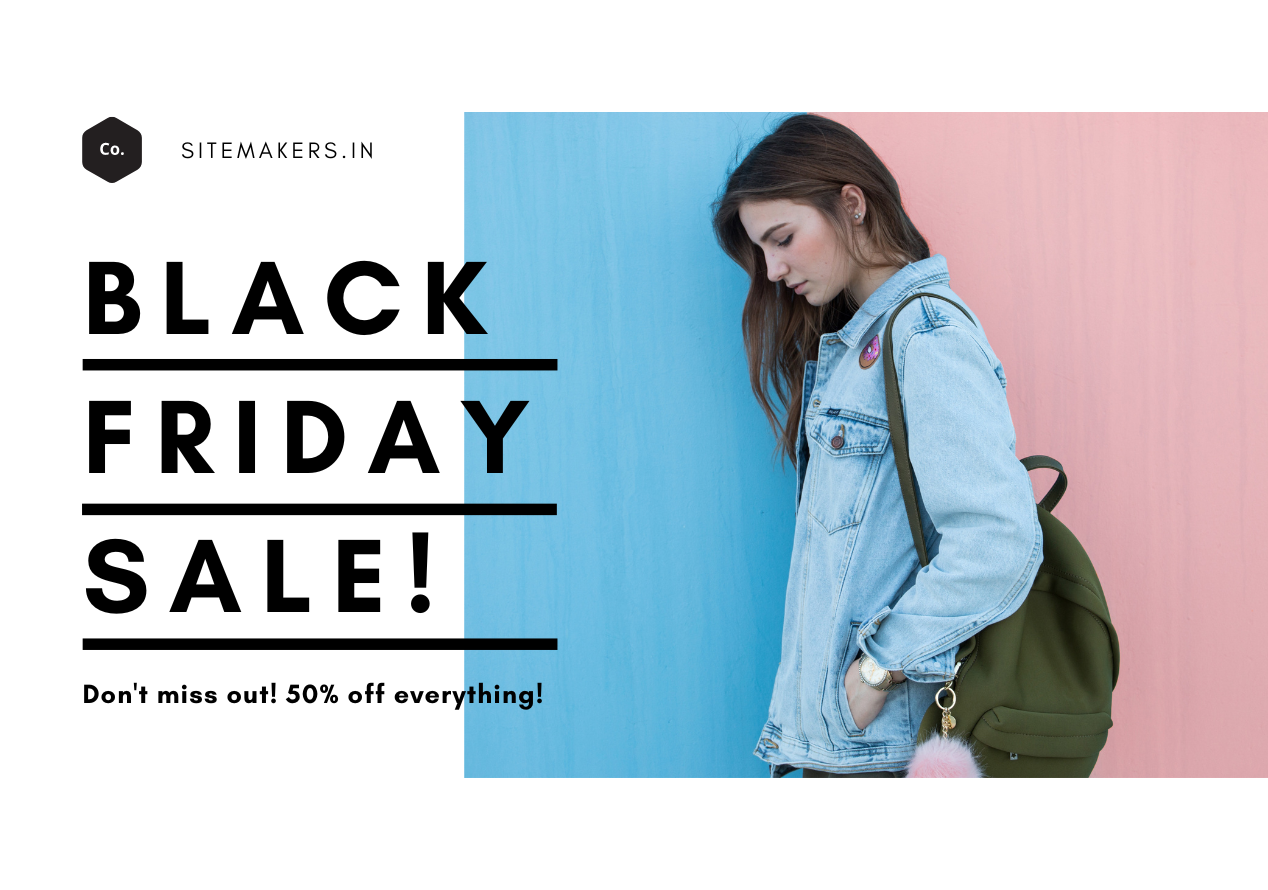 Co.
SITEMAKERS.IN
BLACK
FRIDAY
SALE!
Don't miss out! 50% off everything!